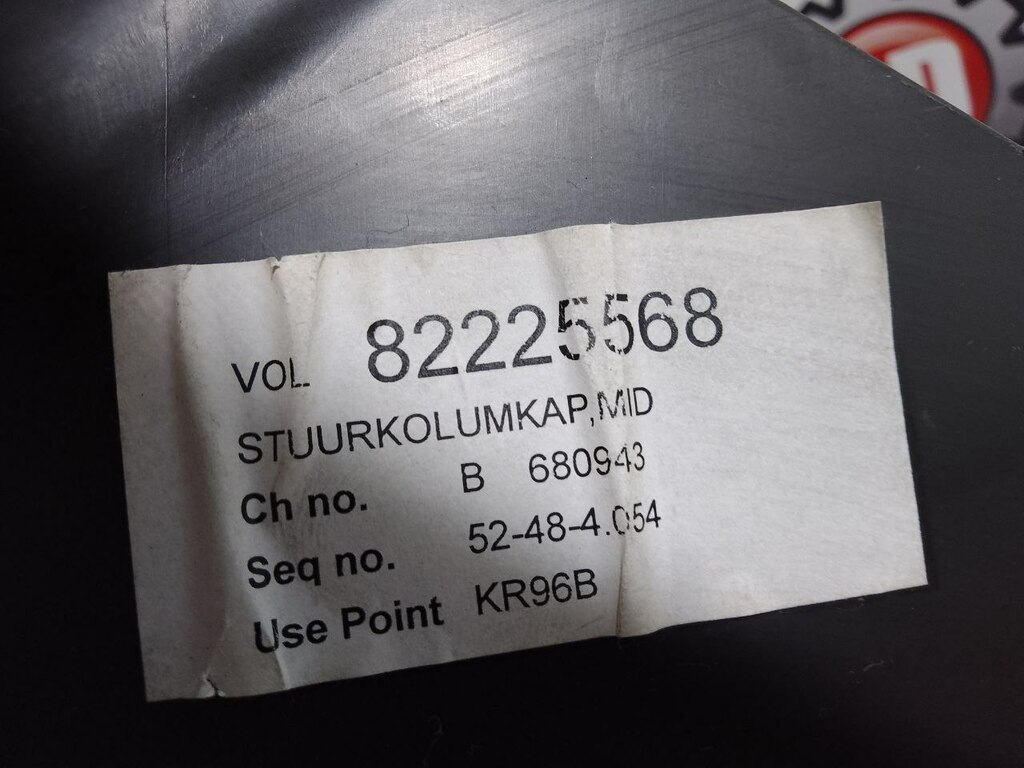 VOL 82225568
STUURKOLUMKAP,MID
Ch no. B 680943
Seq no. 52-48-4.054
Use Point KR96B